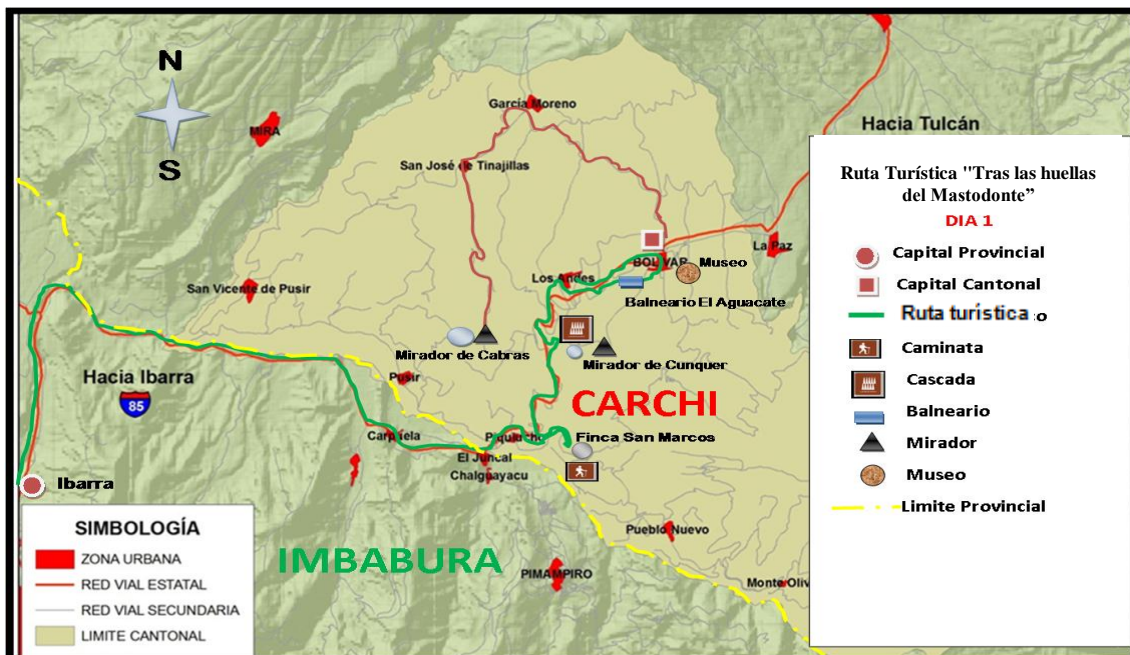 N
S
MIRA
García Moreno
San José de Tinajillas
Hacia Tulcán
San Vicente de Pusir
Los Andes
BOLIVAR
Museo
La Paz
Balneario El Aguacate
Mirador de Cabras
Mirador de Cunquer
Hacia Ibarra
85
Pusir
CARCHI
Carpuela
Piquiucho
Finca San Marcos
El Juncal
Chalguayacu
Ibarra
Pueblo Nuevo
IMBABURA
PIMAMPIRO
Monte Oliv
SIMBOLOGÍA
ZONA URBANA
RED VIAL ESTATAL
RED VIAL SECUNDARIA
LIMITE CANTONAL
Ruta Turística "Tras las huellas
del Mastodonte”
DIA 1
Capital Provincial
Capital Cantonal
Ruta turística :o
Caminata
Cascada
Balneario
Mirador
Museo
Limite Provincial